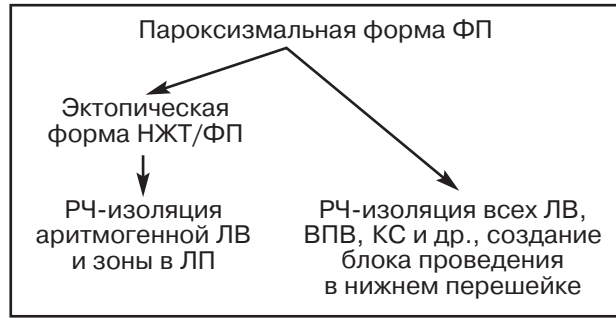 Пароксизмальная форма ФП
Эктопическая
форма НЖТ/ФП
РЧ-изоляция
аритмогенной ЛВ
и зоны в ЛП
РЧ-изоляция всех ЛВ,
ВПВ, КС и др., создание
блока проведения
в нижнем перешейке